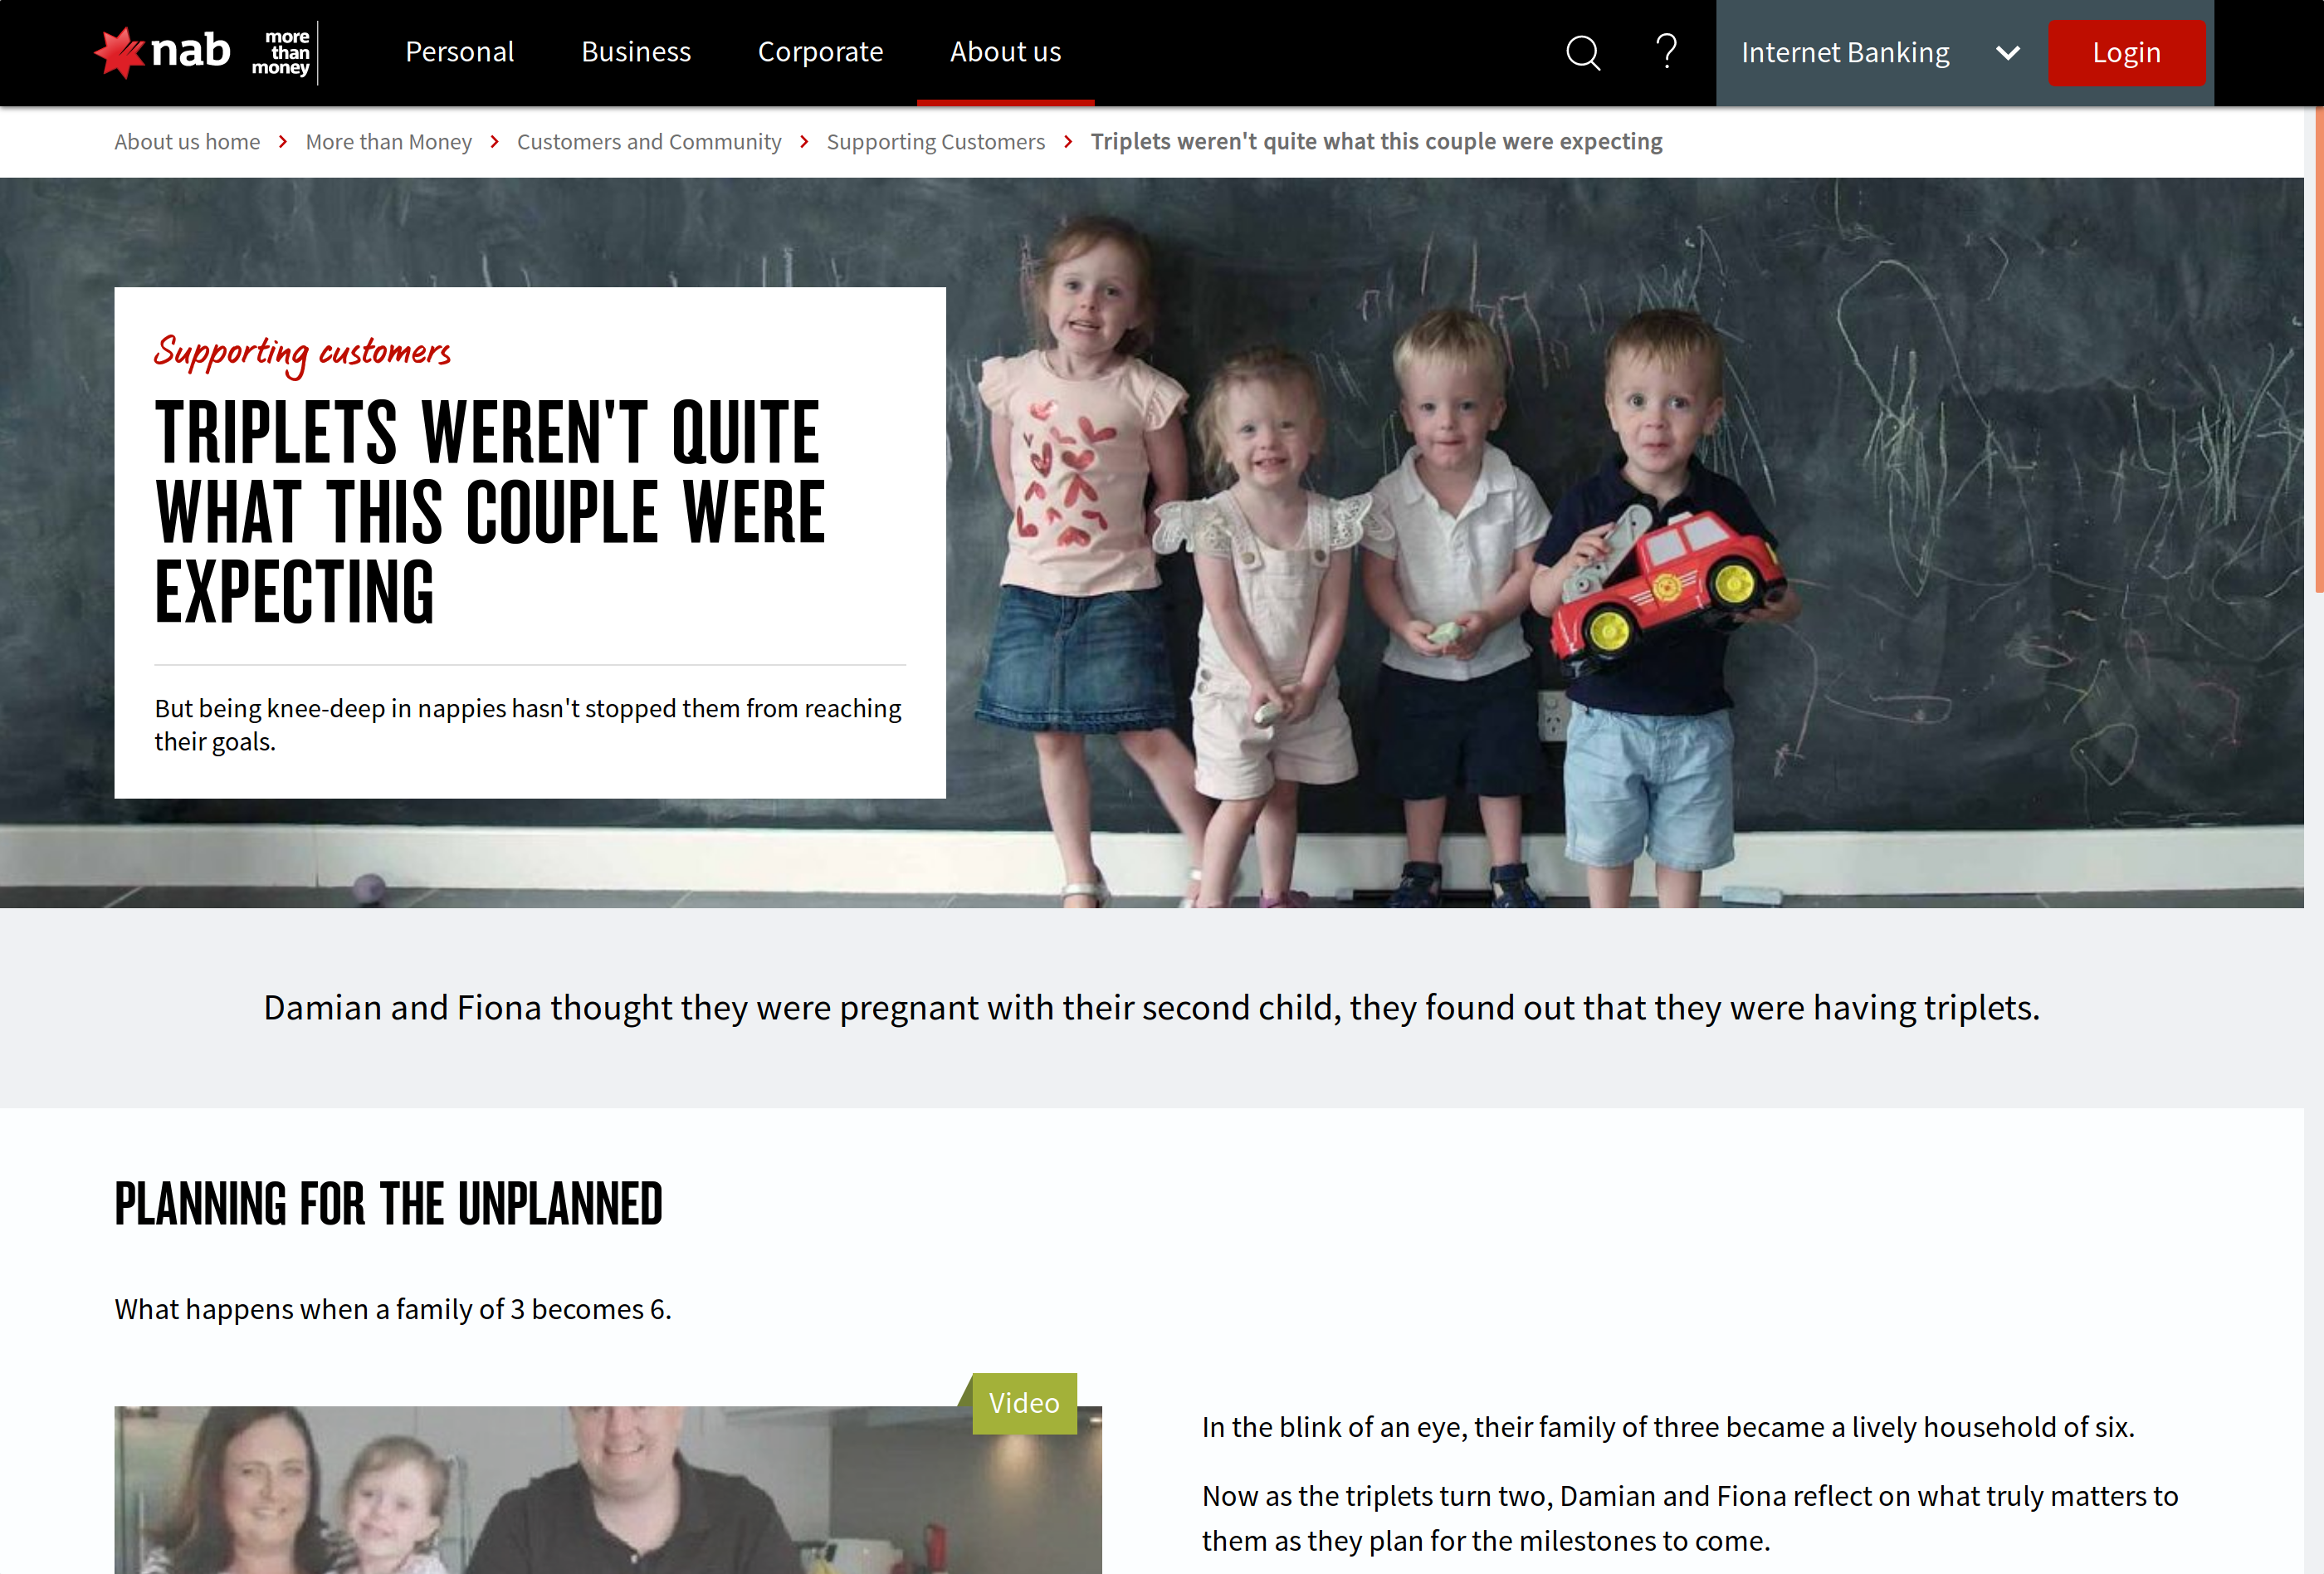 nab
more
than
money
Personal
Business
Corporate
About us
?
Internet Banking
Login
About us home
More than Money
Customers and Community
Supporting Customers
Triplets weren't quite what this couple were expecting
Supporting customers
TRIPLETS WEREN'T QUITE
WHAT THIS COUPLE WERE
EXPECTING
But being knee-deep in nappies hasn't stopped them from reaching
their goals.
Damian and Fiona thought they were pregnant with their second child, they found out that they were having triplets.
PLANNING FOR THE UNPLANNED
What happens when a family of 3 becomes 6.
Video
In the blink of an eye, their family of three became a lively household of six.
Now as the triplets turn two, Damian and Fiona reflect on what truly matters to
them as they plan for the milestones to come.